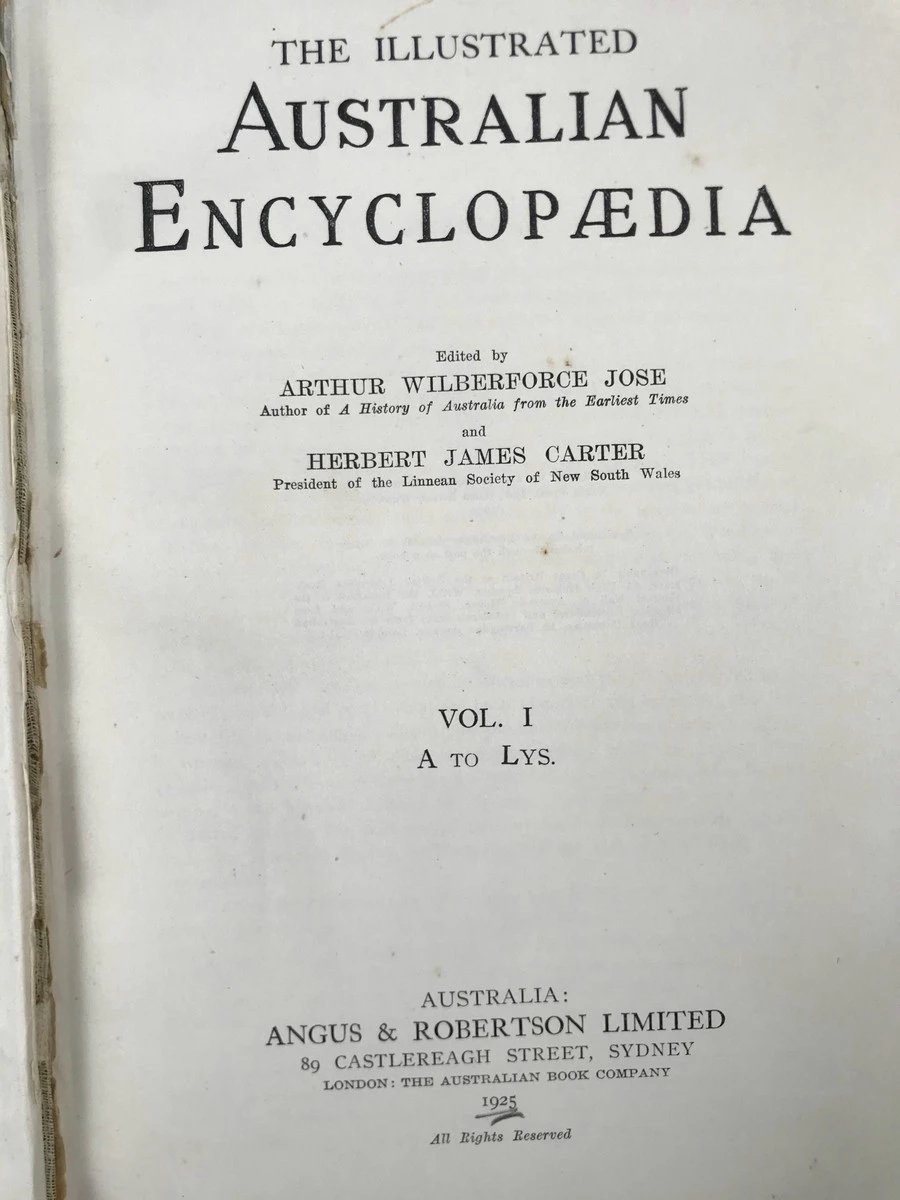 THE ILLUSTRATED
AUSTRALIAN
ENCYCLOPÆDIA
Edited by
ARTHUR WILBERFORCE JOSE
Author of A History of Australia from the Earliest Times
and
HERBERT JAMES CARTER
President of the Linnean Society of New South Wales
VOL. I
A TO LYS.
AUSTRALIA:
ANGUS & ROBERTSON LIMITED
89 CASTLEREAGH STREET, SYDNEY
LONDON: THE AUSTRALIAN BOOK COMPANY
1925
All Rights Reserved